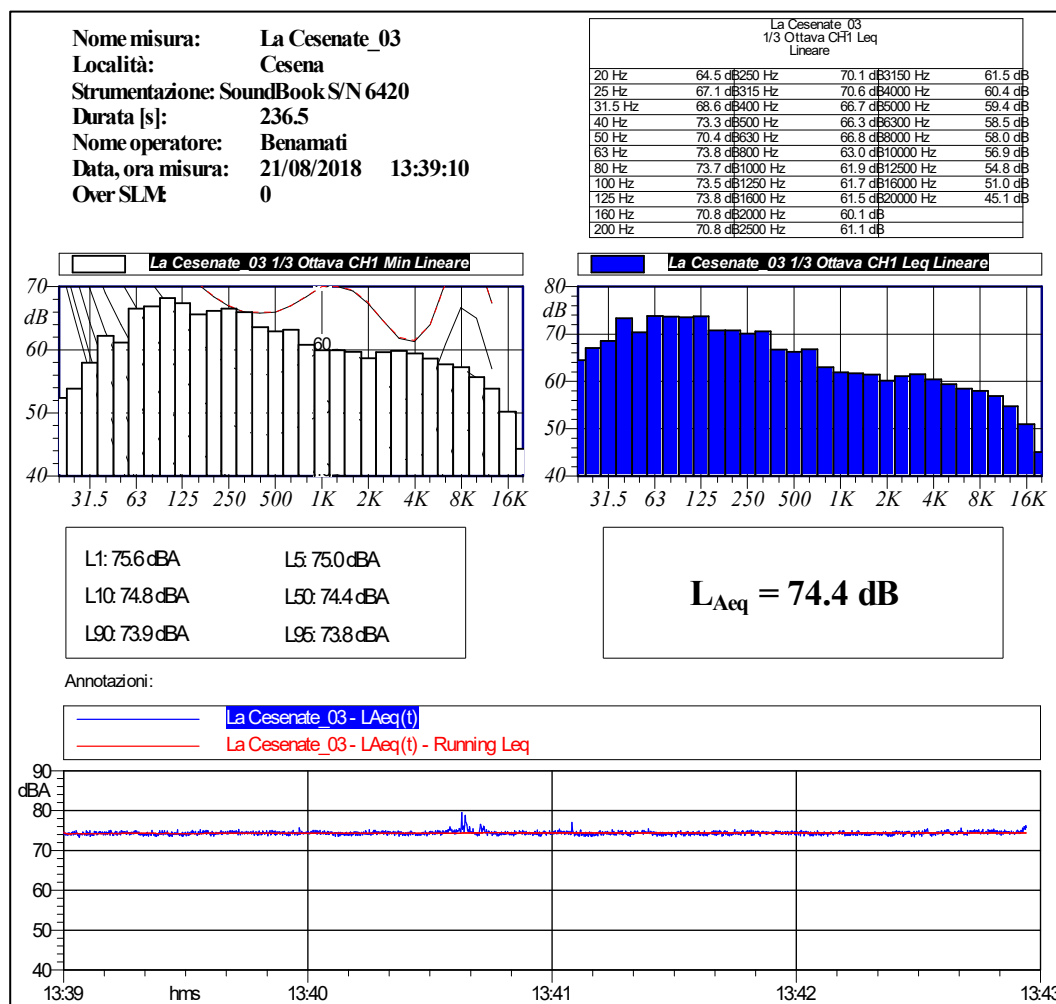 Nome misura: La Cesenate_03
Località: Cesena
Strumentazione: SoundBook S/N 6420
Durata [s]: 236.5
Nome operatore: Benamati
Data, ora misura: 21/08/2018 13:39:10
Over SLM: 0
La Cesenate_03
1/3 Ottava CH1 Leq
Lineare
20 Hz 64.5 dB 250 Hz 70.1 dB 3150 Hz 61.5 dB
25 Hz 67.1 dB 315 Hz 70.6 dB 4000 Hz 60.4 dB
31.5 Hz 68.6 dB 400 Hz 66.7 dB 5000 Hz 59.4 dB
40 Hz 73.3 dB 500 Hz 66.3 dB 6300 Hz 58.5 dB
50 Hz 70.4 dB 630 Hz 66.8 dB 8000 Hz 58.0 dB
63 Hz 73.8 dB 800 Hz 63.0 dB 10000 Hz 56.9 dB
80 Hz 73.7 dB 1000 Hz 61.9 dB 12500 Hz 54.8 dB
100 Hz 73.5 dB 1250 Hz 61.7 dB 16000 Hz 51.0 dB
125 Hz 73.8 dB 1600 Hz 61.5 dB 20000 Hz 45.1 dB
160 Hz 70.8 dB 2000 Hz 60.1 dB
200 Hz 70.8 dB 2500 Hz 61.1 dB
La Cesenate_03 1/3 Ottava CH1 Min Lineare
70
dB
60
60
50
40
31.5 63 125 250 500 1K 2K 4K 8K 16K
La Cesenate_03 1/3 Ottava CH1 Leq Lineare
80
dB
70
60
50
40
31.5 63 125 250 500 1K 2K 4K 8K 16K
L1: 75.6 dBA L5: 75.0 dBA
L10: 74.8 dBA L50: 74.4 dBA
L90: 73.9 dBA L95: 73.8 dBA
LAeq = 74.4 dB
Annotazioni:
La Cesenate_03 - LAeq(t)
La Cesenate_03 - LAeq(t) - Running Leq
90
dBA
80
70
60
50
40
13:39 hms 13:40 13:41 13:42 13:43